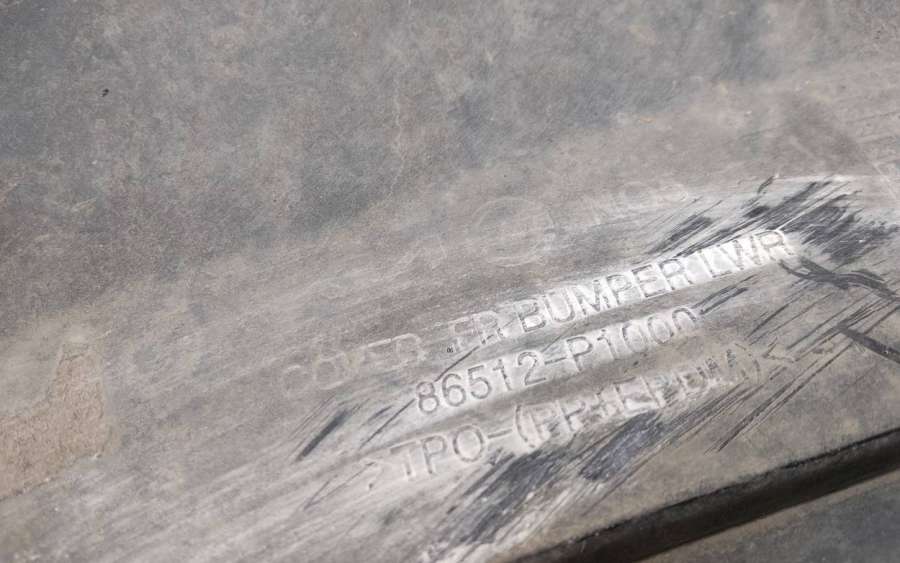 COVER FR BUMPER LWR
86512-P1000
>TPO-(PP+EPDM)<